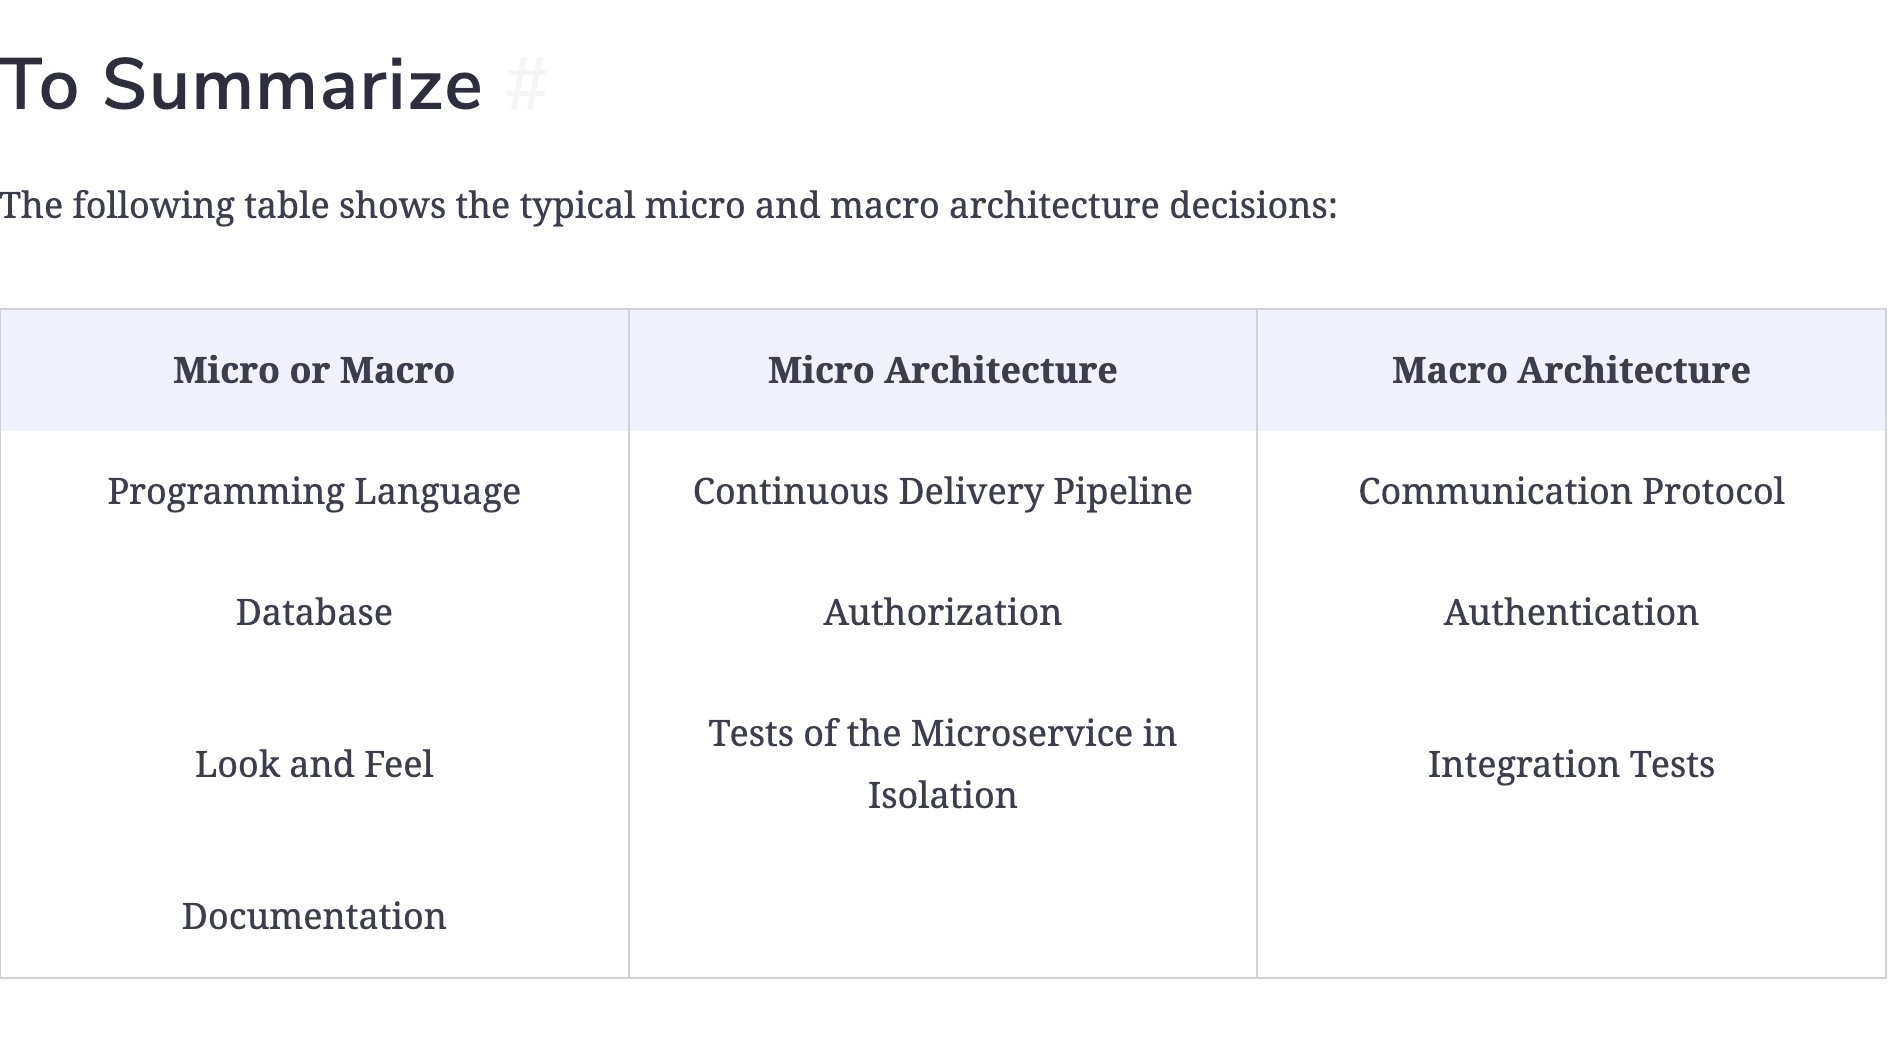 To Summarize #
The following table shows the typical micro and macro architecture decisions:
Micro or Macro Micro Architecture Macro Architecture
Programming Language Continuous Delivery Pipeline Communication Protocol
Database Authorization Authentication
Look and Feel Tests of the Microservice in Isolation Integration Tests
Documentation